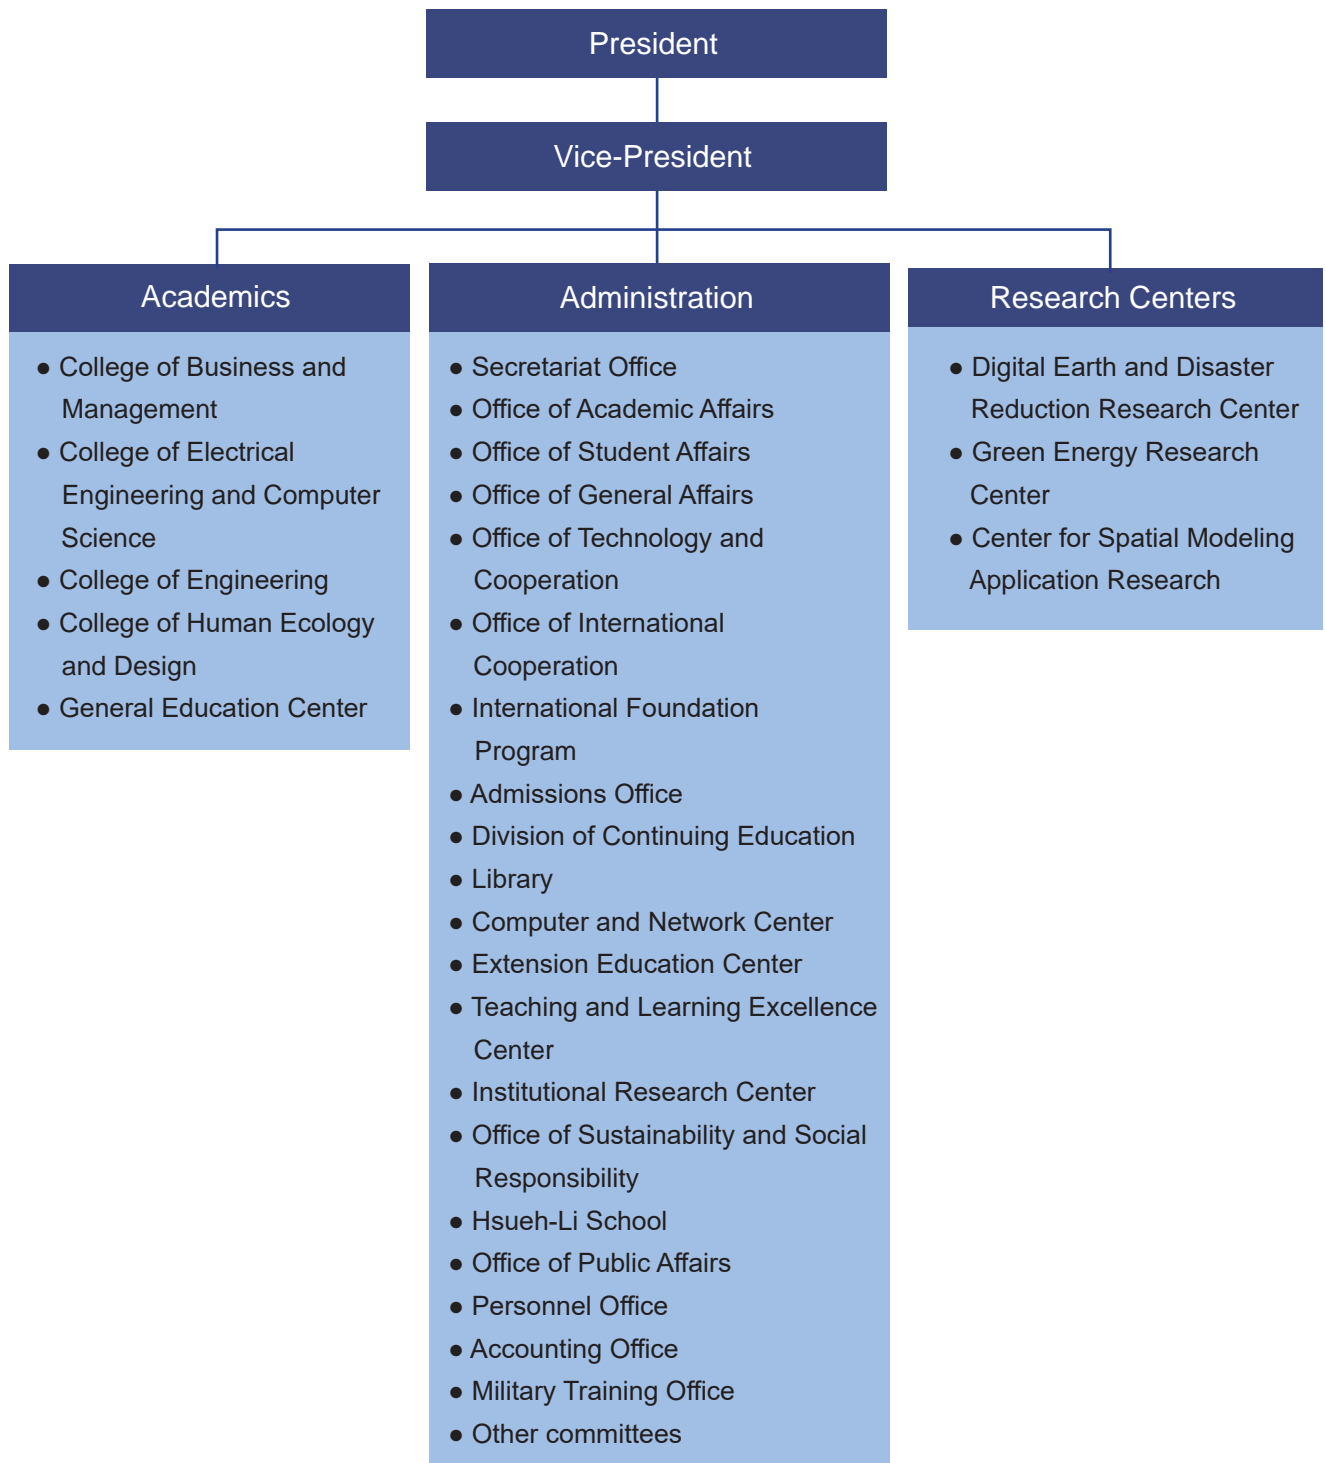 President
Vice-President
Academics
● College of Business and
Management
● College of Electrical
Engineering and Computer
Science
● College of Engineering
● College of Human Ecology
and Design
● General Education Center
Administration
● Secretariat Office
● Office of Academic Affairs
● Office of Student Affairs
● Office of General Affairs
● Office of Technology and
Cooperation
● Office of International
Cooperation
● International Foundation
Program
● Admissions Office
● Division of Continuing Education
● Library
● Computer and Network Center
● Extension Education Center
● Teaching and Learning Excellence
Center
● Institutional Research Center
● Office of Sustainability and Social
Responsibility
● Hsueh-Li School
● Office of Public Affairs
● Personnel Office
● Accounting Office
● Military Training Office
● Other committees
Research Centers
● Digital Earth and Disaster
Reduction Research Center
● Green Energy Research
Center
● Center for Spatial Modeling
Application Research